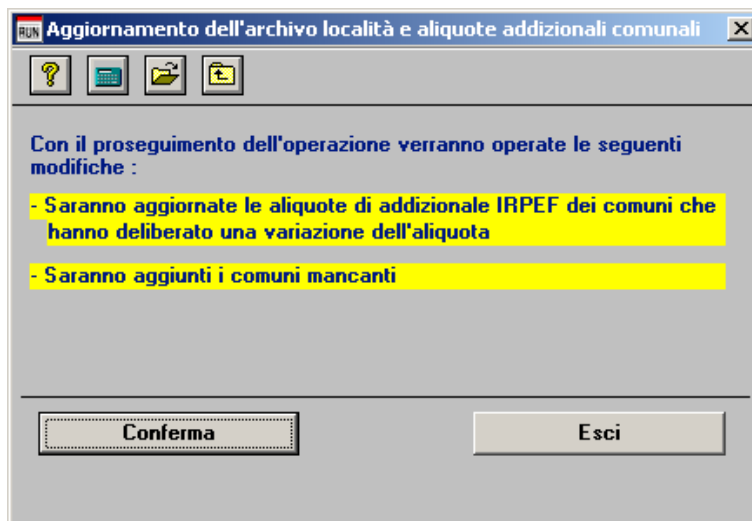 RUN Aggiornamento dell'archivio località e aliquote addizionali comunali
Con il proseguimento dell'operazione verranno operate le seguenti
modifiche :
- Saranno aggiornate le aliquote di addizionale IRPEF dei comuni che
hanno deliberato una variazione dell'aliquota
- Saranno aggiunti i comuni mancanti
Conferma Esci